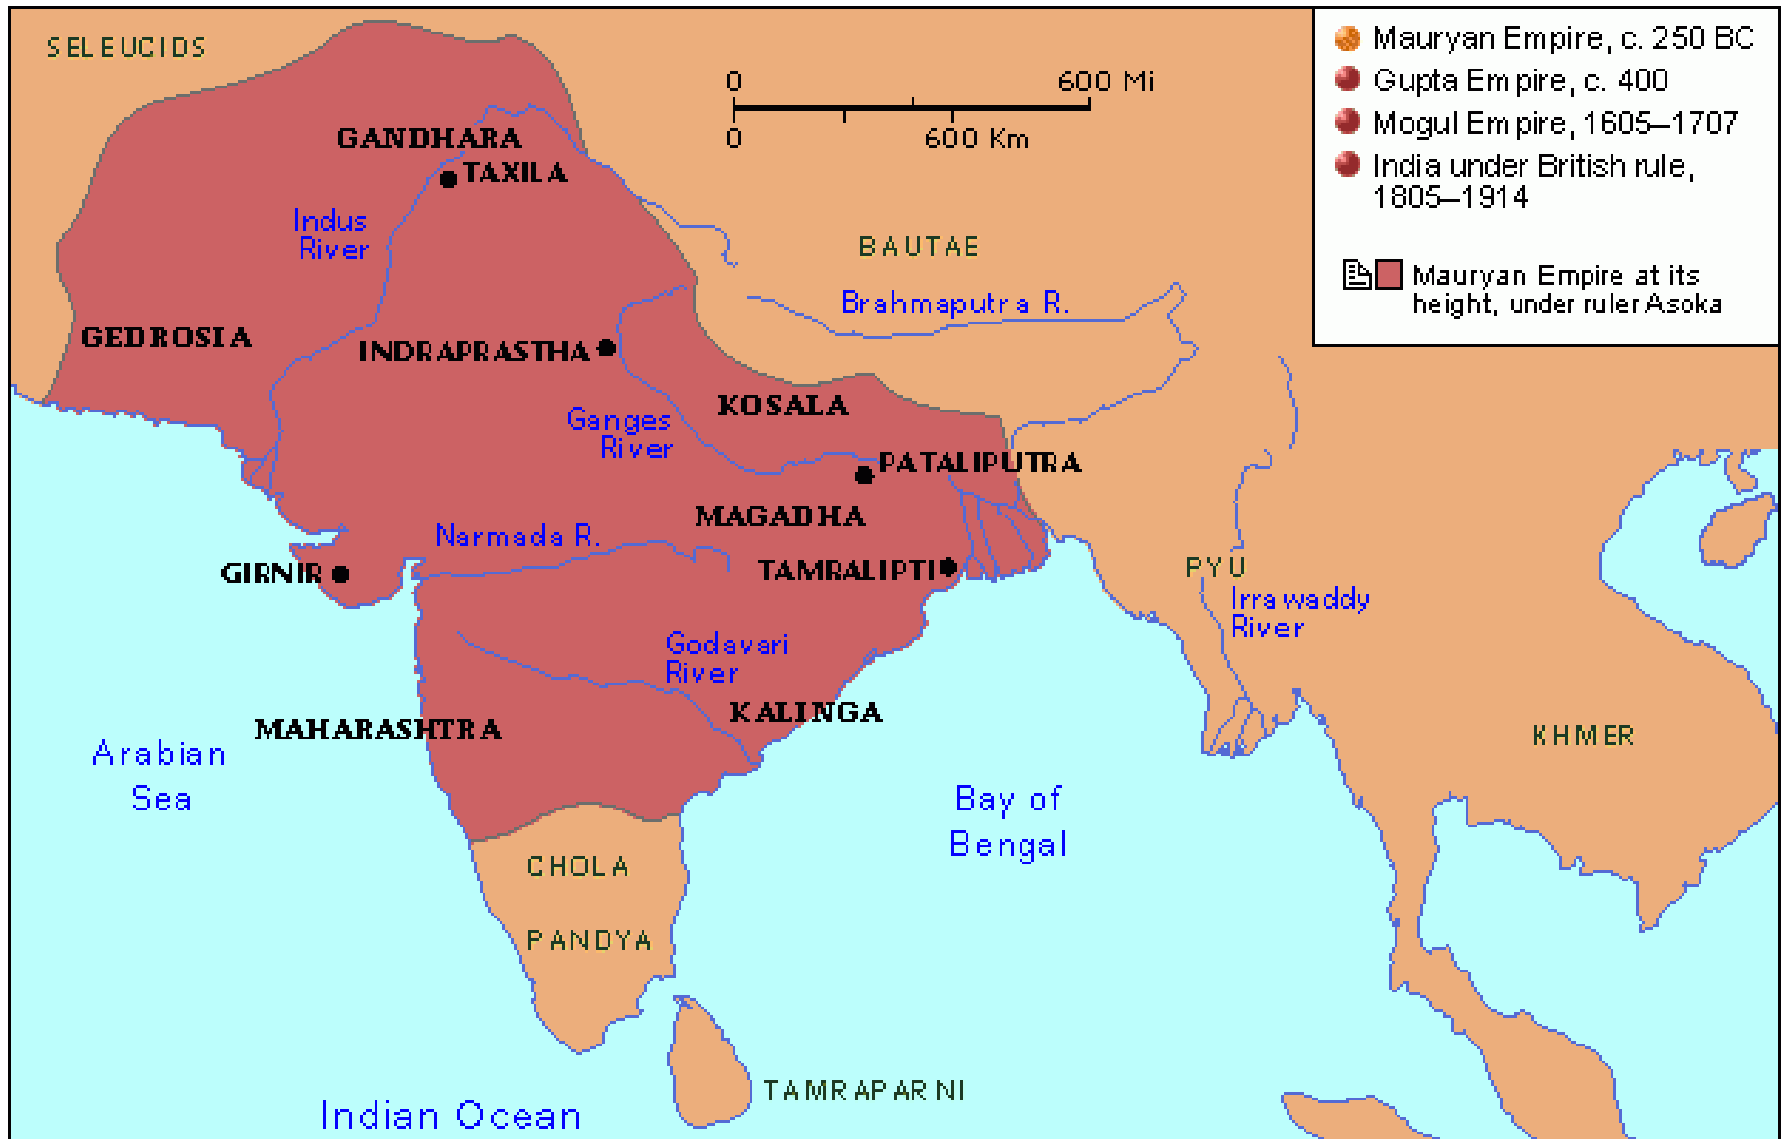 SELEUCIDS
0 600 Mi
0 600 Km
Mauryan Empire, c. 250 BC
Gupta Empire, c. 400
Mogul Empire, 1605–1707
India under British rule,
1805–1914
Mauryan Empire at its
height, under ruler Asoka
GANDHARA
TAXILA
Indus
River
BAUTAE
Brahmaputra R.
GEDROSIA
INDRAPRASTHA
KOSALA
Ganges
River
PATALIPUTRA
MAGADHA
Narmada R.
GIRNIR
TAMRALIPTI
PYU
Irrawaddy
River
Godavari
River
KALINGA
MAHARASHTRA
KHMER
Arabian
Sea
Bay of
Bengal
CHOLA
PANDYA
TAMRAPARNI
Indian Ocean